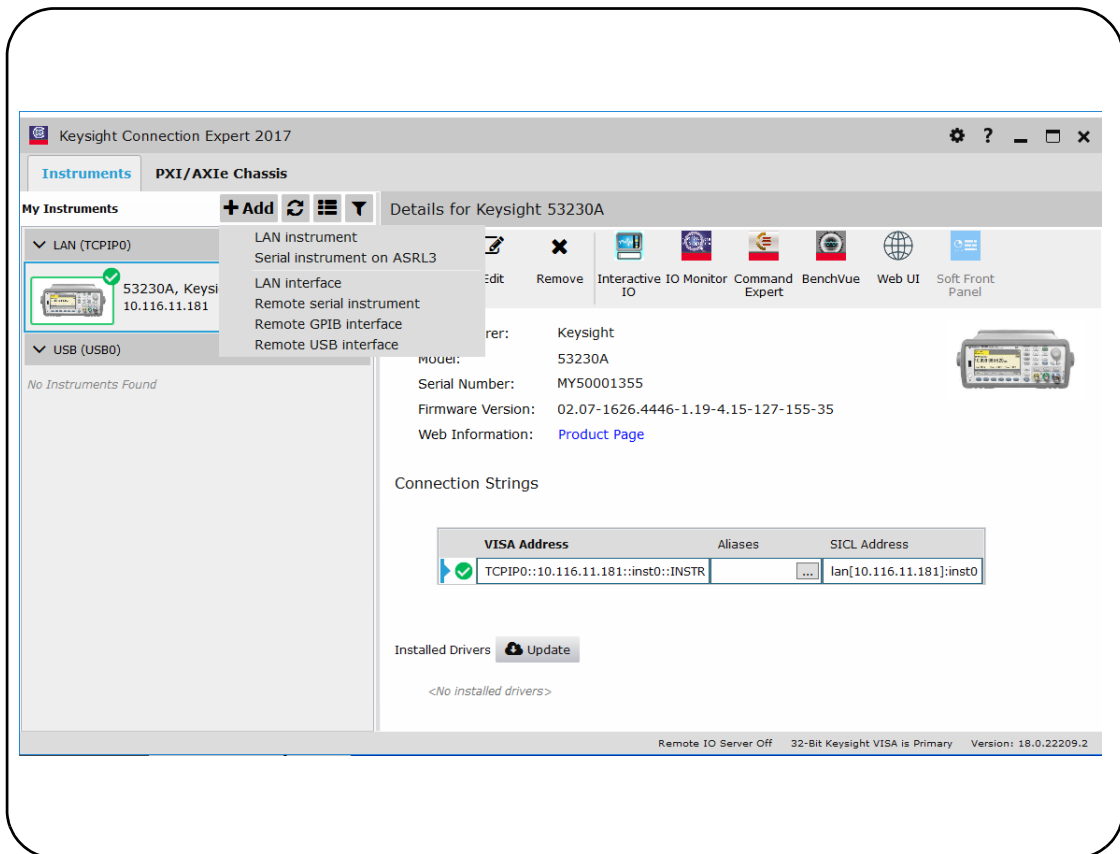 Keysight Connection Expert 2017
Instruments PXI/AXIe Chassis
My Instruments
Add
Details for Keysight 53230A
LAN (TCPIP0)
53230A, Keysi
10.116.11.181
USB (USB0)
No Instruments Found
LAN instrument
Serial instrument on ASRL3
LAN interface
Remote serial instrument
Remote GPIB interface
Remote USB interface
Edit
Remove
Interactive IO
IO Monitor
Command Expert
BenchVue
Web UI
Soft Front Panel
rer: Keysight
Model: 53230A
Serial Number: MY50001355
Firmware Version: 02.07-1626.4446-1.19-4.15-127-155-35
Web Information: Product Page
Connection Strings
VISA Address Aliases SICL Address
TCPIP0::10.116.11.181::inst0::INSTR ... lan[10.116.11.181]:inst0
Installed Drivers Update
<No installed drivers>
Remote IO Server Off 32-Bit Keysight VISA is Primary Version: 18.0.22209.2